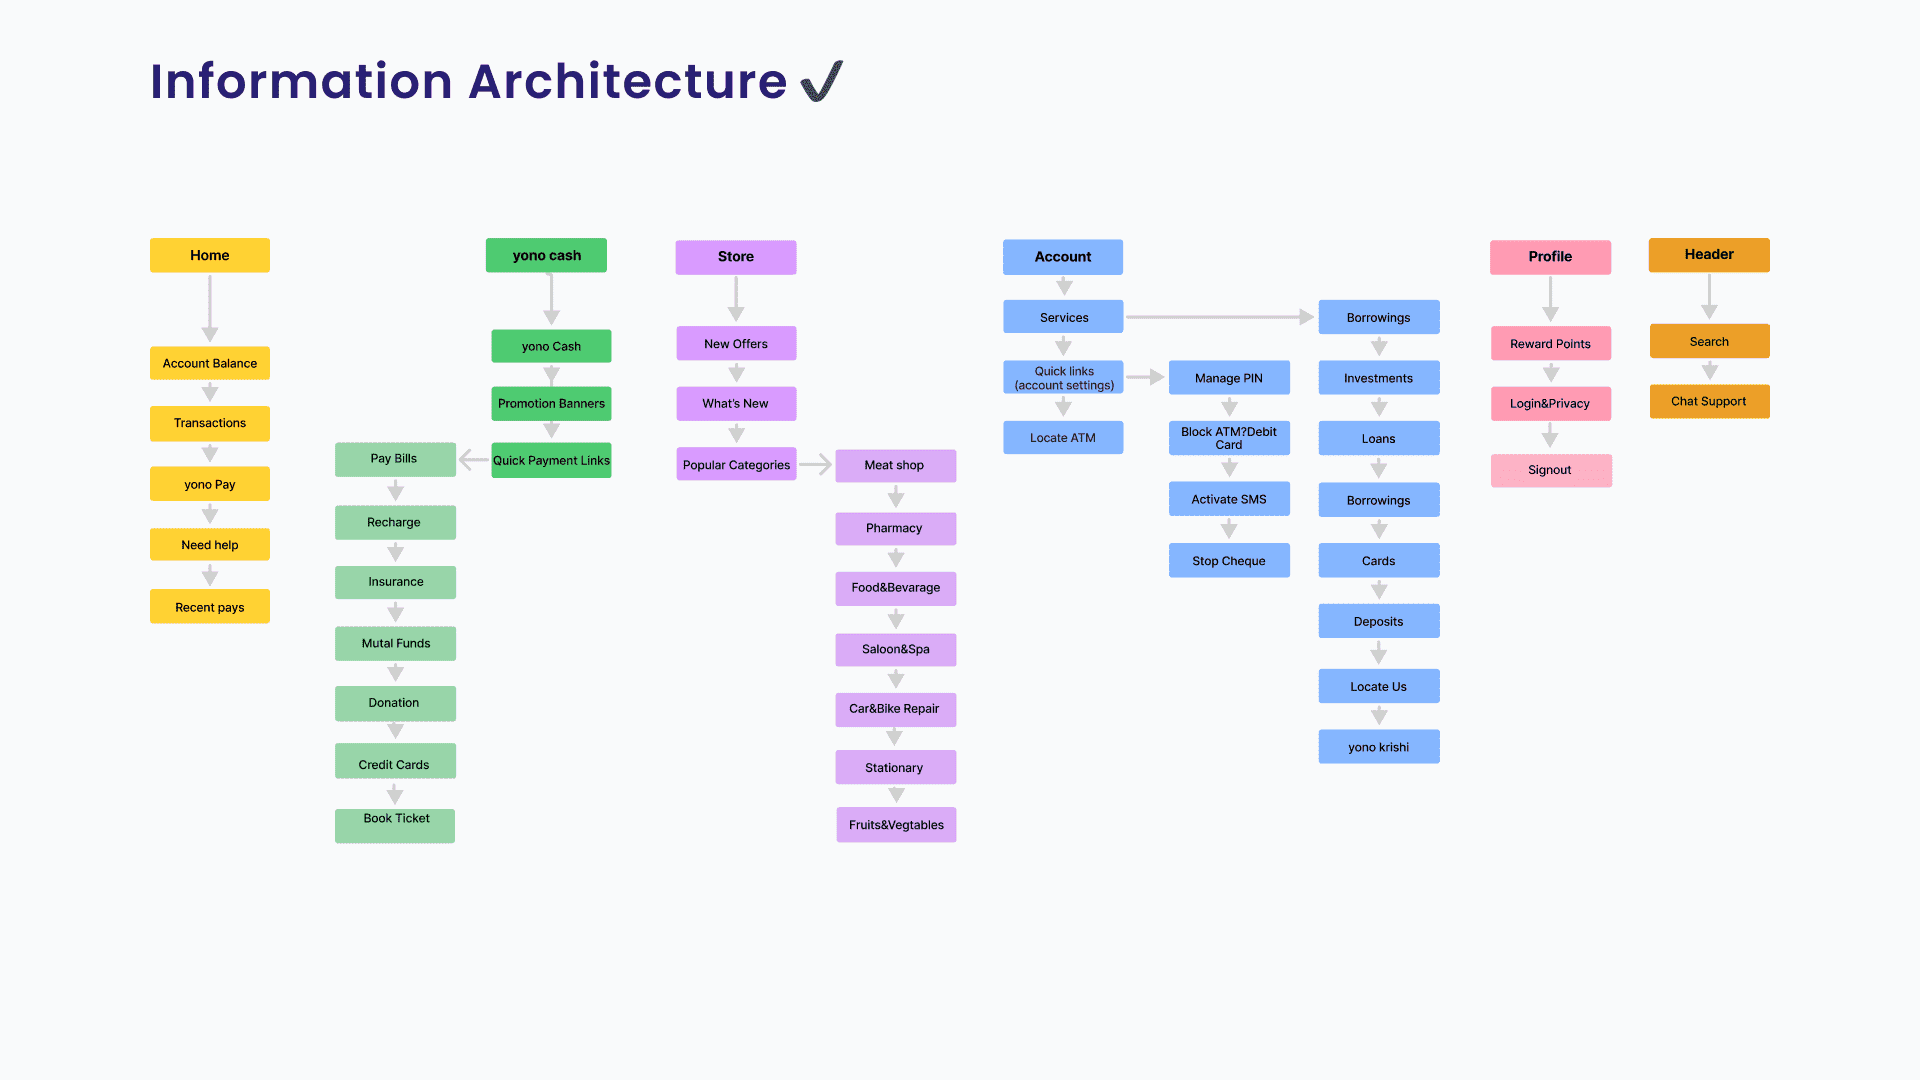 Information Architecture
Home
Account Balance
Transactions
yono Pay
Need help
Recent pays
yono cash
yono Cash
Promotion Banners
Quick Payment Links
Pay Bills
Recharge
Insurance
Mutal Funds
Donation
Credit Cards
Book Ticket
Store
New Offers
What's New
Popular Categories
Meat shop
Pharmacy
Food&Bevarage
Saloon&Spa
Car&Bike Repair
Stationary
Fruits&Vegtables
Account
Services
Quick links
(account settings)
Locate ATM
Manage PIN
Block ATM?Debit
Card
Activate SMS
Stop Cheque
Borrowings
Investments
Loans
Borrowings
Cards
Deposits
Locate Us
yono krishi
Profile
Reward Points
Login&Privacy
Signout
Header
Search
Chat Support